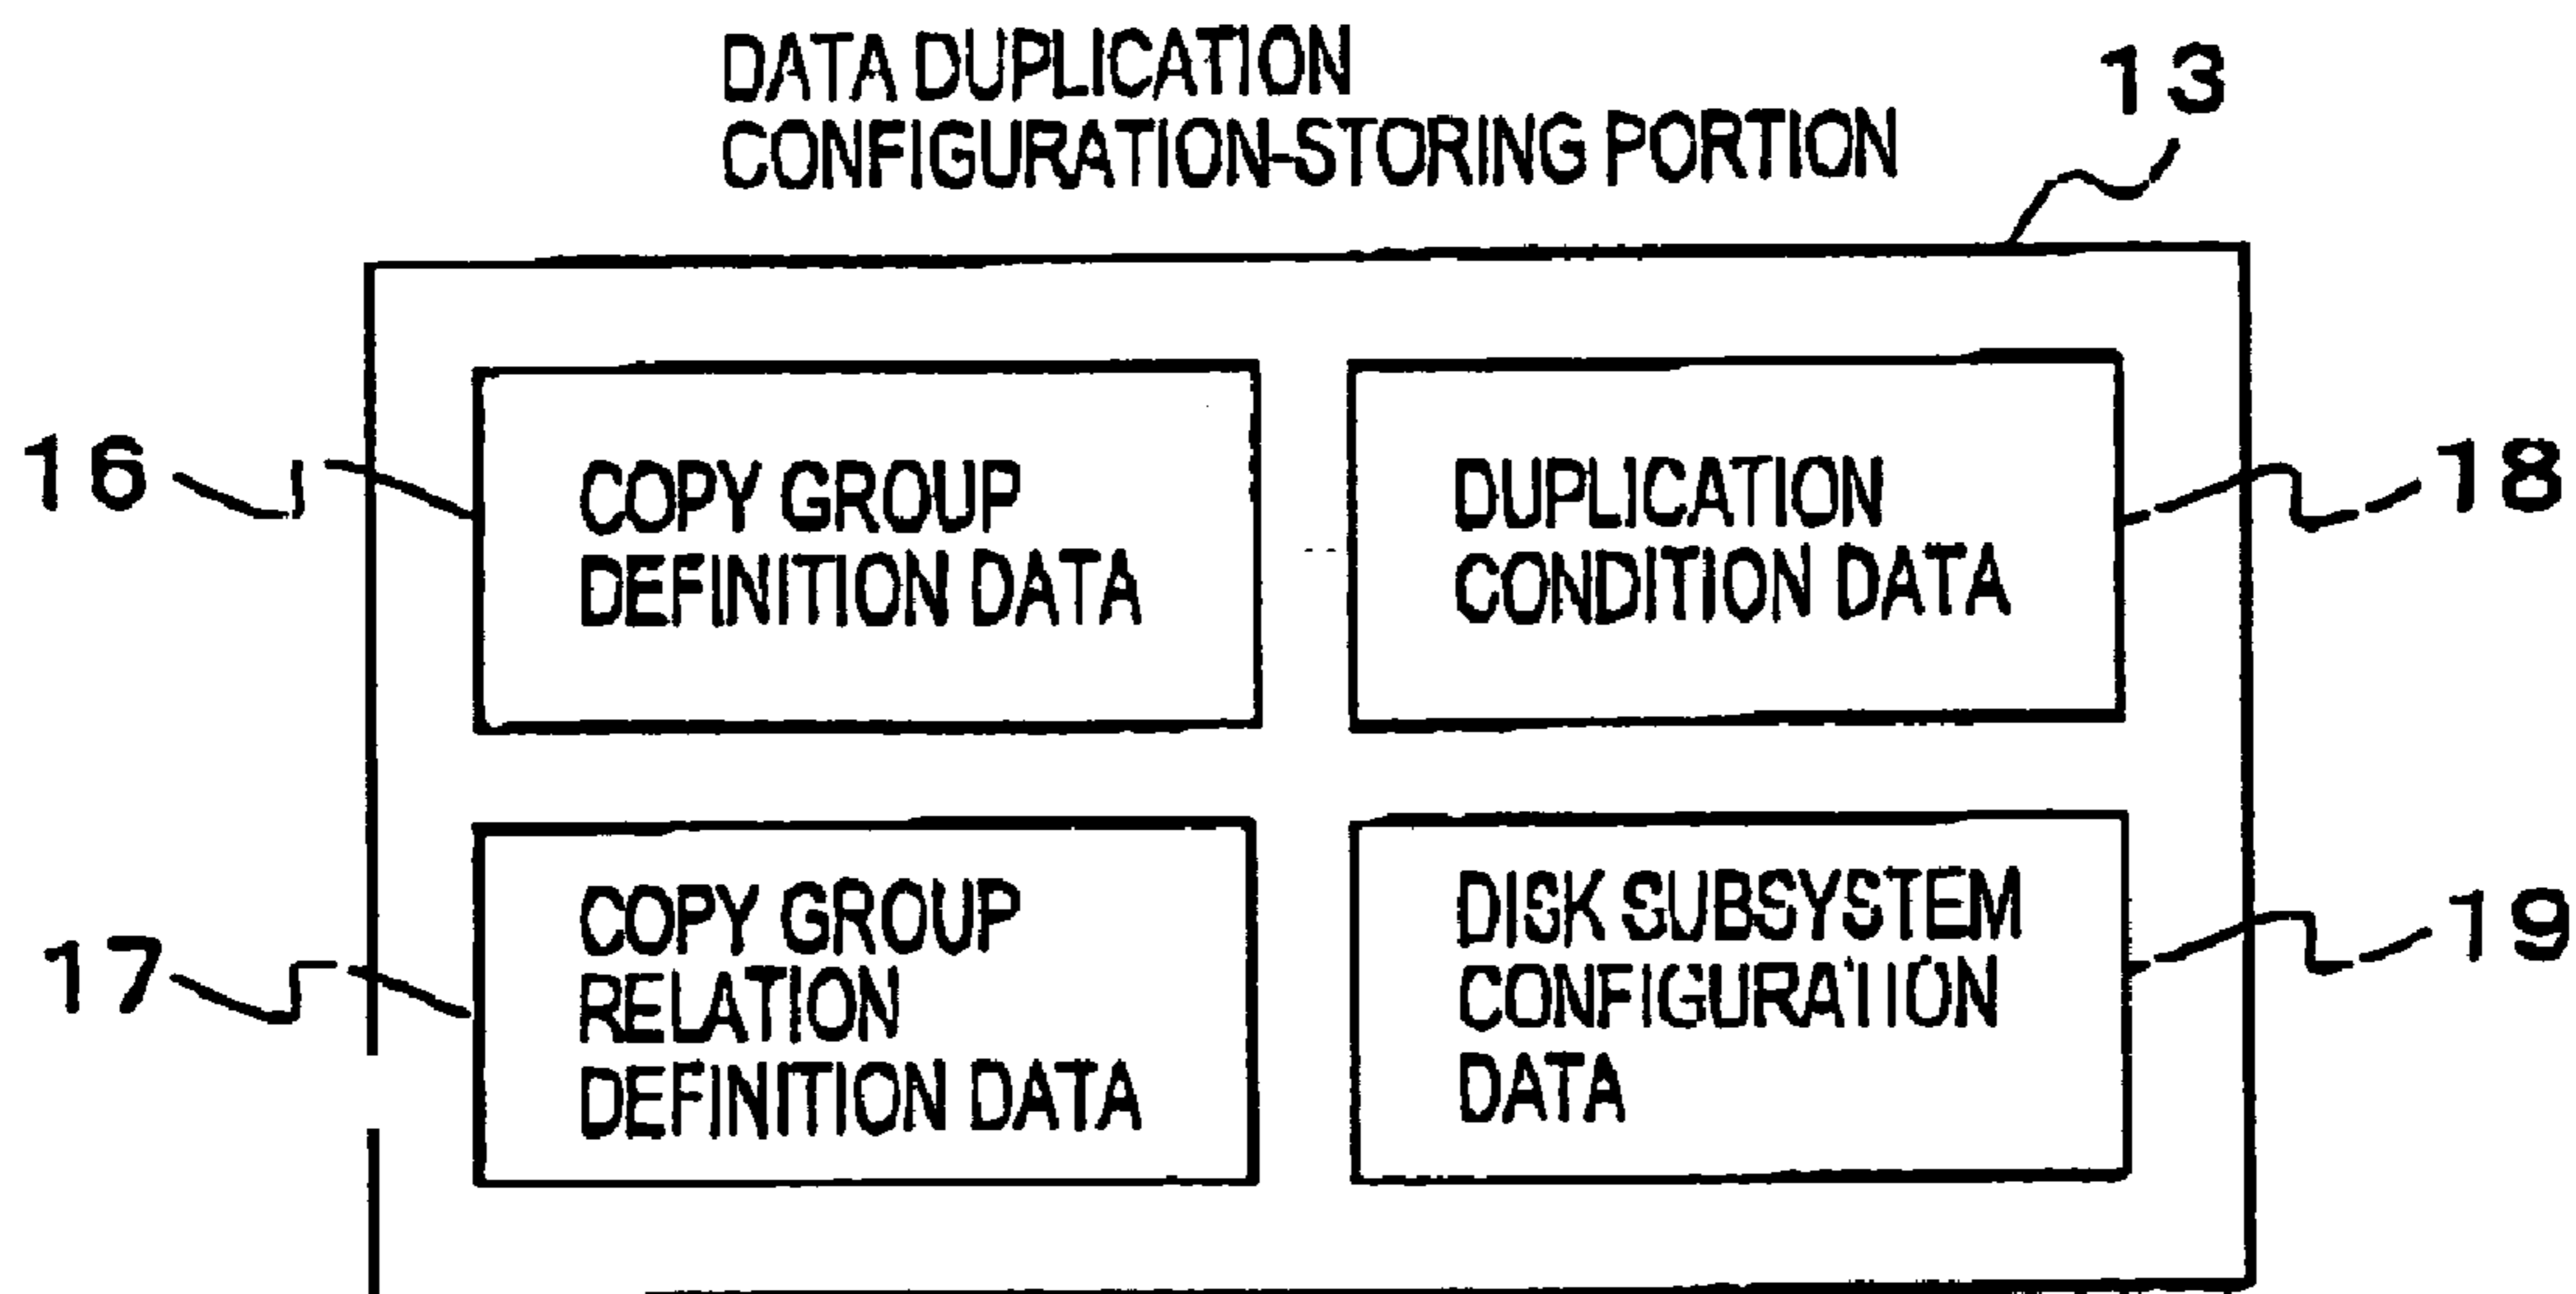 DATA DUPLICATION
CONFIGURATION-STORING PORTION
13
16
COPY GROUP
DEFINITION DATA
DUPLICATION
CONDITION DATA
18
17
COPY GROUP
RELATION
DEFINITION DATA
DISK SUBSYSTEM
CONFIGURATION
DATA
19